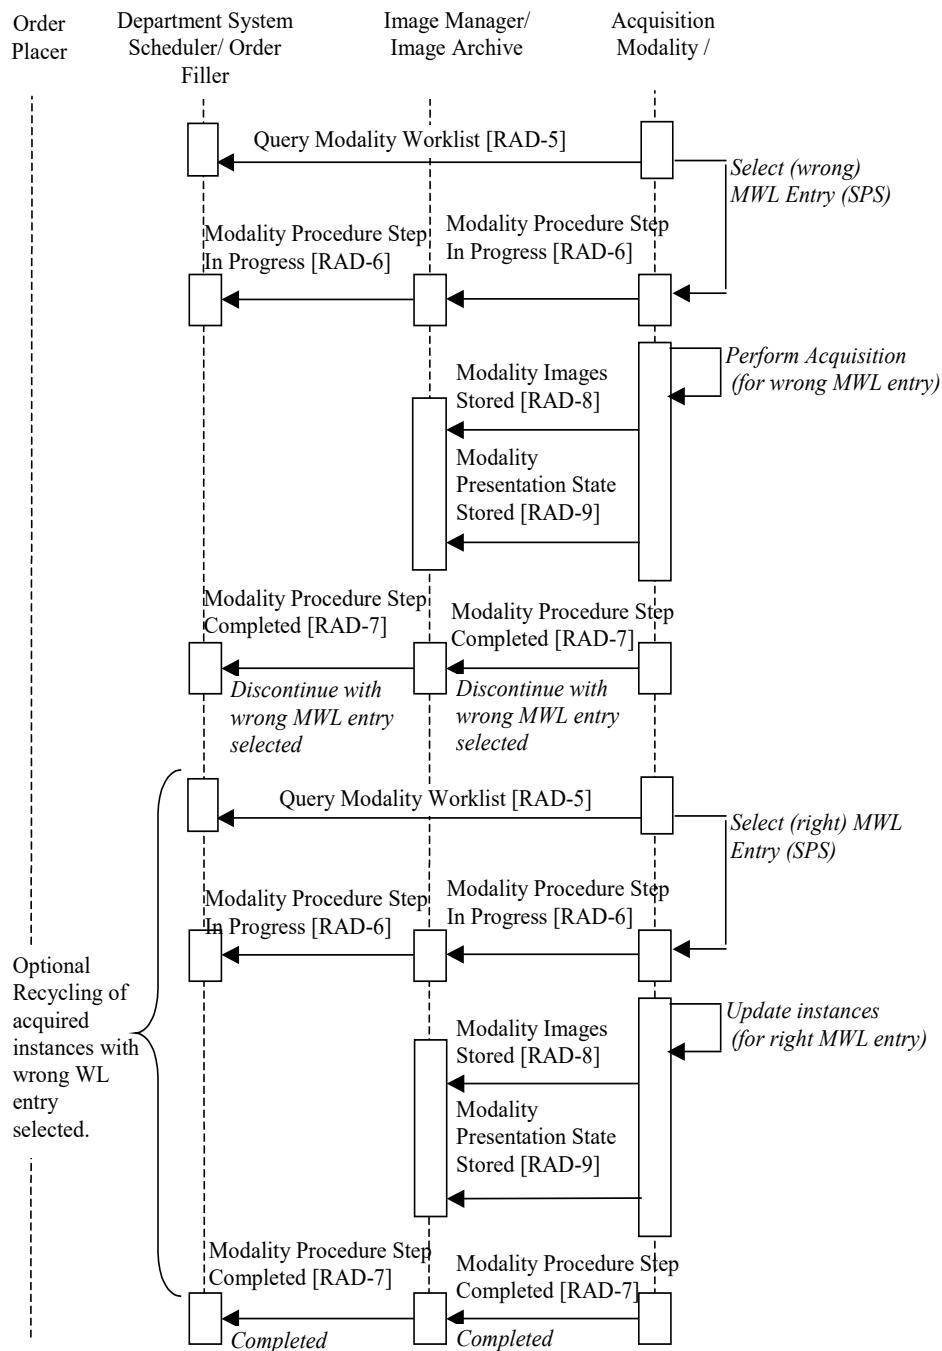 Order
Placer
Department System
Scheduler/ Order
Filler
Image Manager/
Image Archive
Acquisition
Modality /
Query Modality Worklist [RAD-5]
Select (wrong)
MWL Entry (SPS)
Modality Procedure Step
In Progress [RAD-6]
Modality Procedure Step
In Progress [RAD-6]
Perform Acquisition
(for wrong MWL entry)
Modality Images
Stored [RAD-8]
Modality
Presentation State
Stored [RAD-9]
Modality Procedure Step
Completed [RAD-7]
Modality Procedure Step
Completed [RAD-7]
Discontinue with
wrong MWL entry
selected
Discontinue with
wrong MWL entry
selected
Query Modality Worklist [RAD-5]
Select (right) MWL
Entry (SPS)
Modality Procedure Step
In Progress [RAD-6]
Modality Procedure Step
In Progress [RAD-6]
Optional
Recycling of
acquired
instances with
wrong WL
entry
selected.
Update instances
(for right MWL entry)
Modality Images
Stored [RAD-8]
Modality
Presentation State
Stored [RAD-9]
Modality Procedure Step
Completed [RAD-7]
Modality Procedure Step
Completed [RAD-7]
Completed
Completed